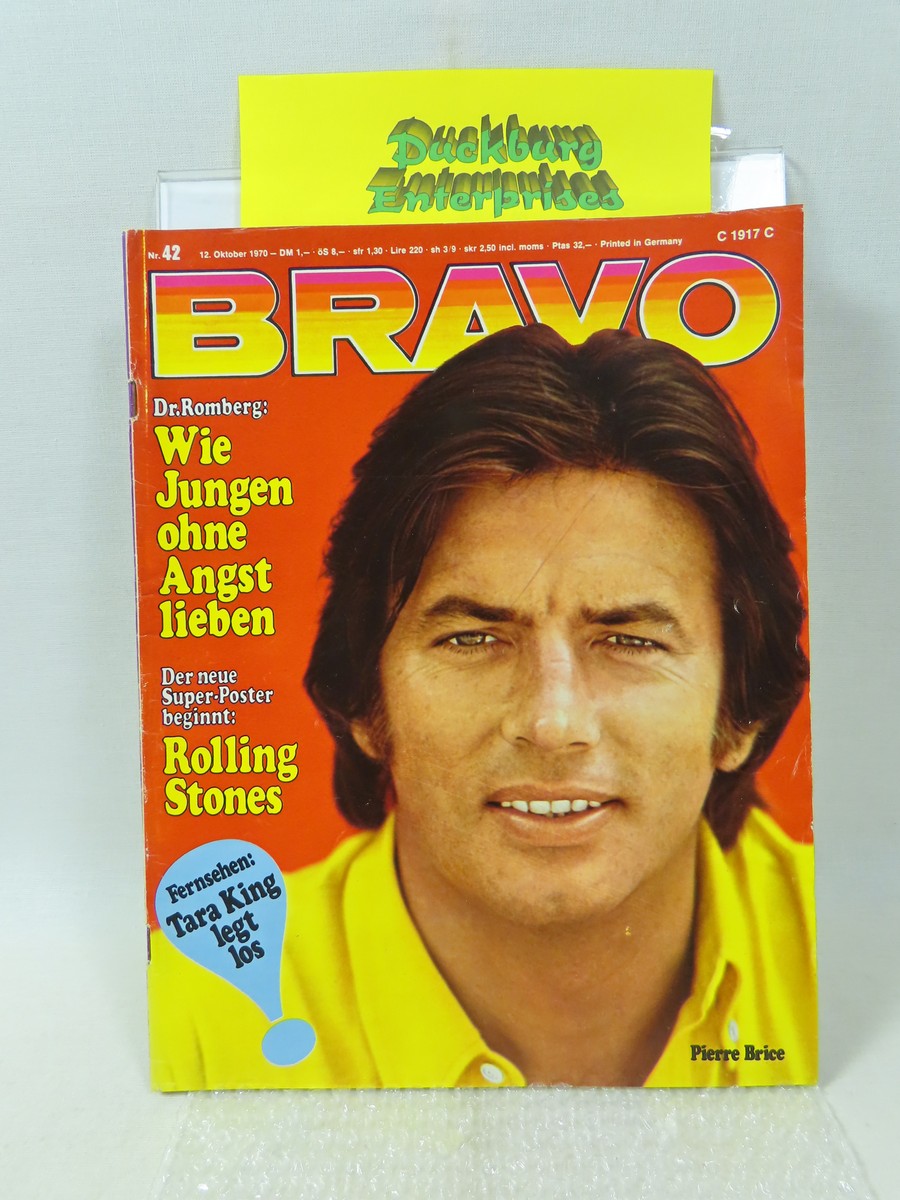 Duckburg
Enterprises
Nr. 42 12. Oktober 1970 – DM 1,– · öS 8,– · sfr 1,30 · Lire 220 · sh 3/9 · skr 2,50 incl. moms · Ptas 32,– · Printed in Germany C 1917 C
BRAVO
Dr.Romberg:
Wie
Jungen
ohne
Angst
lieben
Der neue
Super-Poster
beginnt:
Rolling
Stones
Fernsehen:
Tara King
legt
los
Pierre Brice